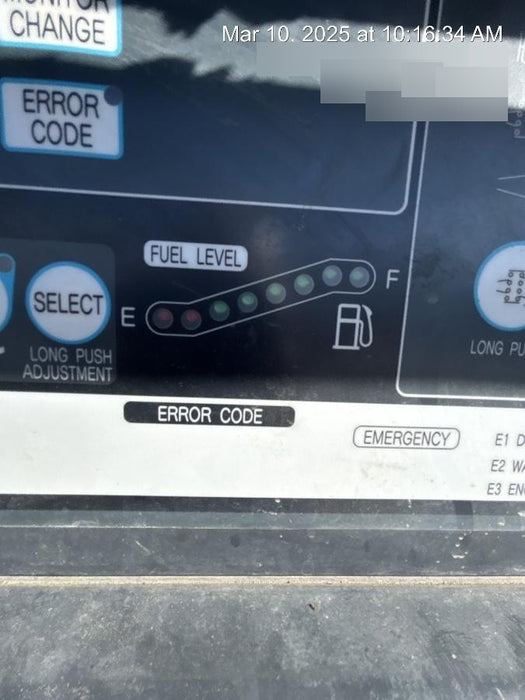 MONITOR
CHANGE
Mar 10, 2025 at 10:16:34 AM
ERROR
CODE
FUEL LEVEL
E
F
SELECT
LONG PUSH
ADJUSTMENT
LONG
ERROR CODE
EMERGENCY
E1
E2
E3